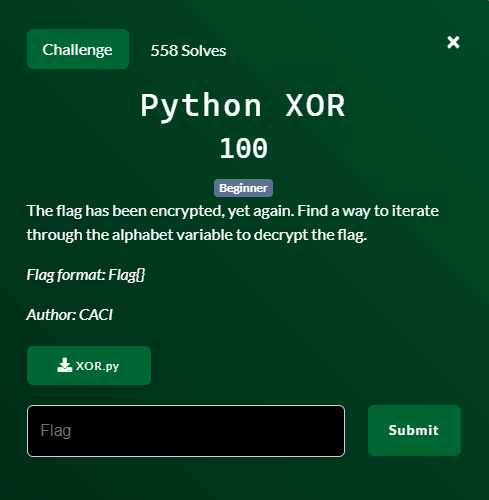 Challenge
558 Solves
Python XOR
100
Beginner
The flag has been encrypted, yet again. Find a way to iterate
through the alphabet variable to decrypt the flag.
Flag format: Flag{}
Author: CACI
XOR.py
Flag
Submit